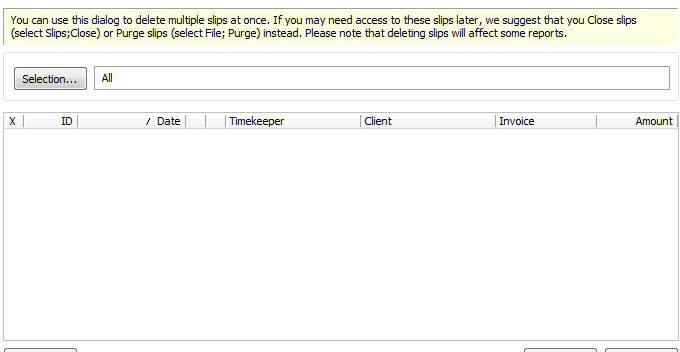 You can use this dialog to delete multiple slips at once. If you may need access to these slips later, we suggest that you Close slips
(select Slips;Close) or Purge slips (select File; Purge) instead. Please note that deleting slips will affect some reports.
Selection... All
X ID / Date Timekeeper Client Invoice Amount